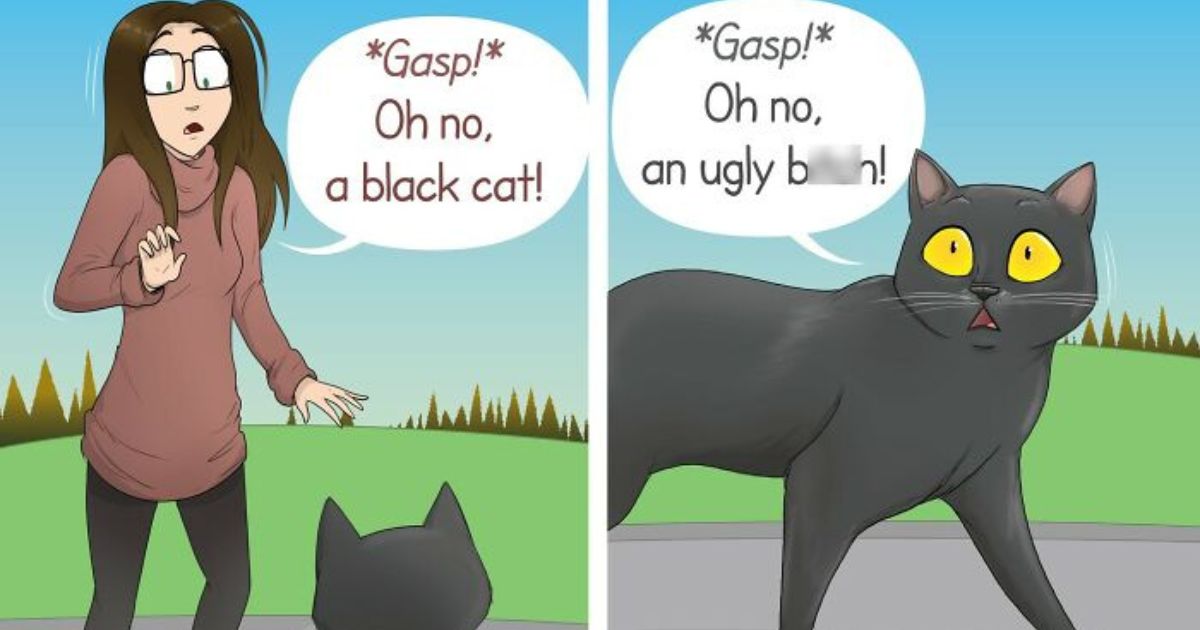 *Gasp!*
Oh no,
a black cat!
*Gasp!*
Oh no,
an ugly